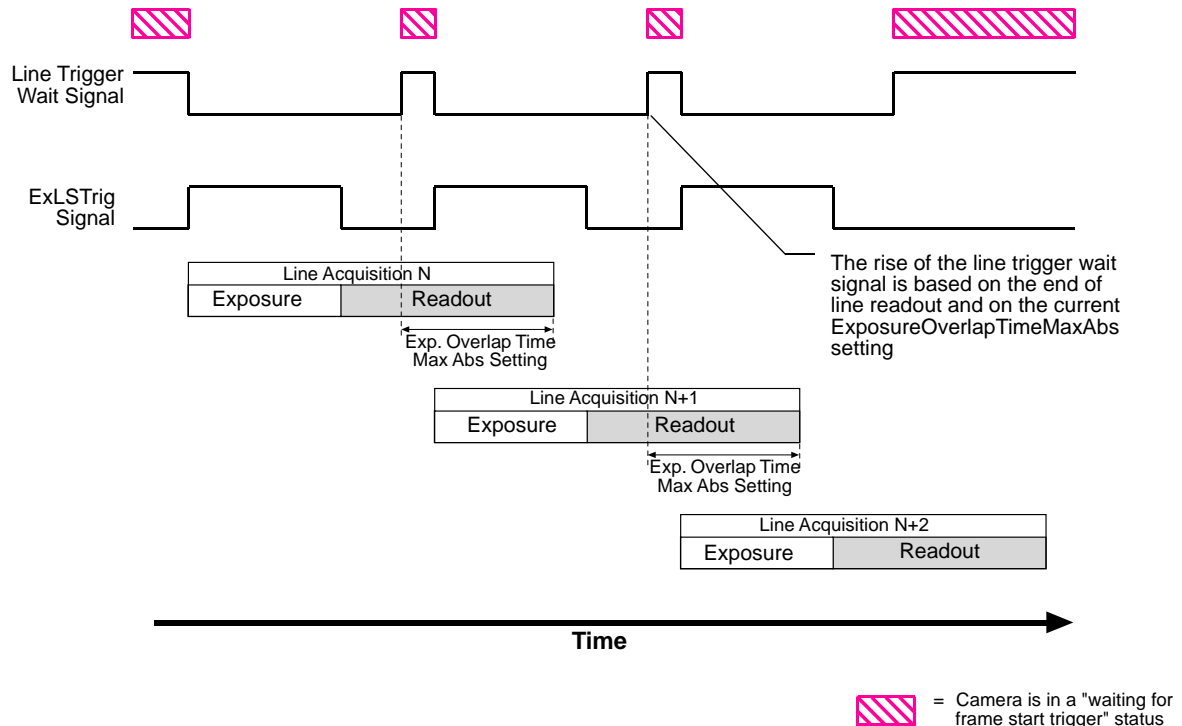 Line Trigger
Wait Signal
ExLSTrig
Signal
The rise of the line trigger wait
signal is based on the end of
line readout and on the current
ExposureOverlapTimeMaxAbs
setting
Line Acquisition N
Exposure
Readout
Exp. Overlap Time
Max Abs Setting
Line Acquisition N+1
Exposure
Readout
Exp. Overlap Time
Max Abs Setting
Line Acquisition N+2
Exposure
Readout
Time
= Camera is in a "waiting for
frame start trigger" status